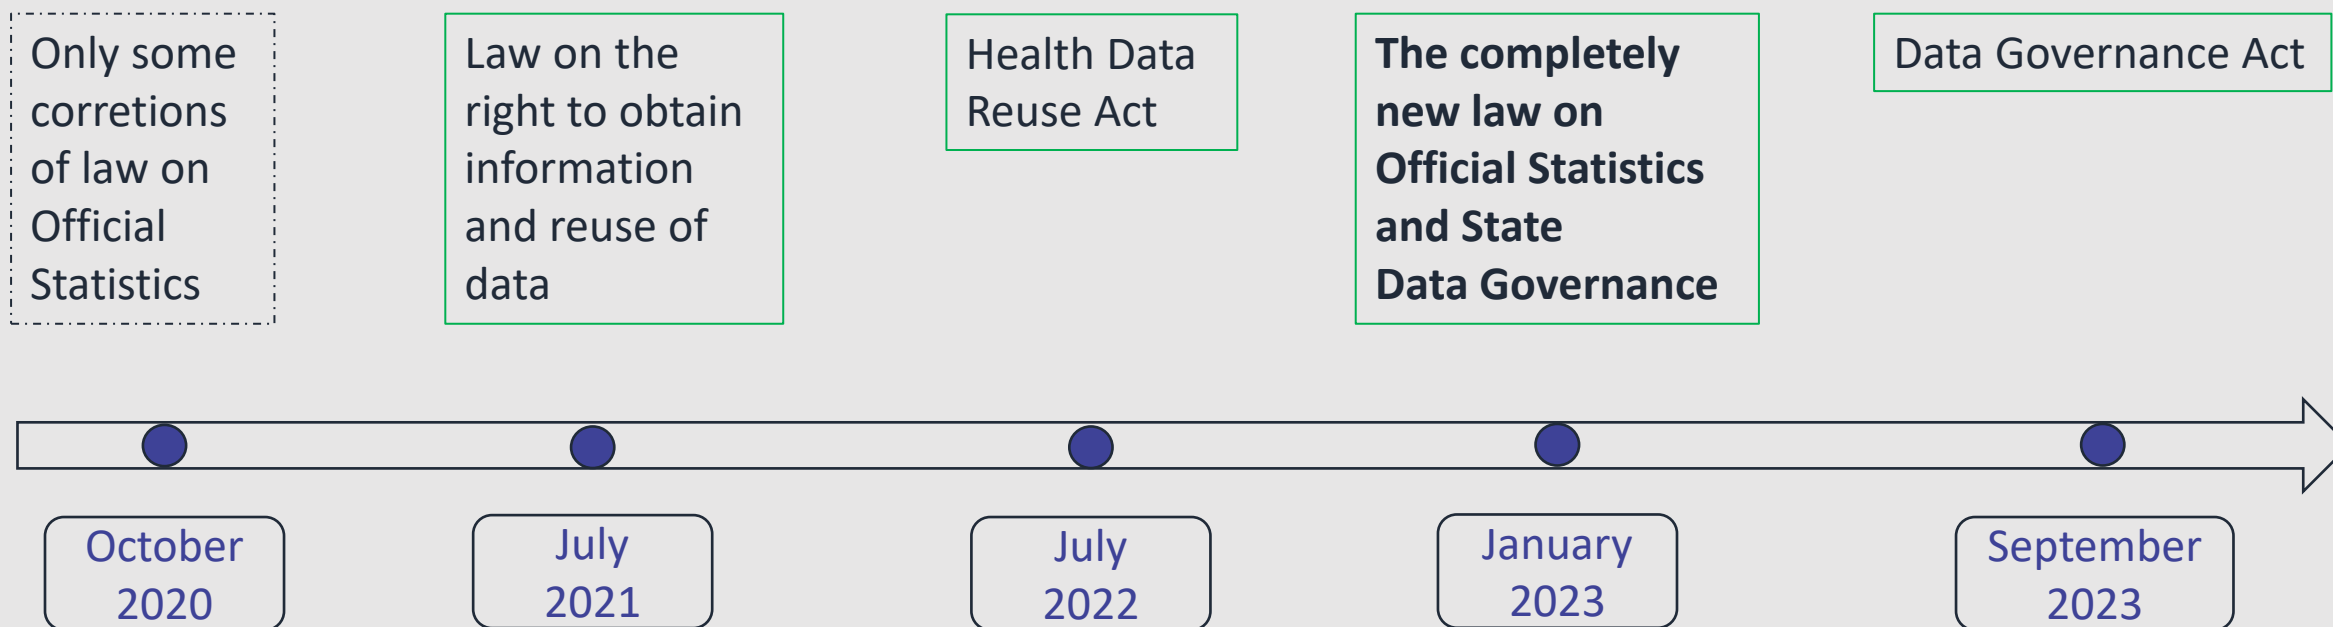 Only some
corretions
of law on
Official
Statistics
Law on the
right to obtain
information
and reuse of
data
Health Data
Reuse Act
The completely
new law on
Official Statistics
and State
Data Governance
Data Governance Act
October
2020
July
2021
July
2022
January
2023
September
2023